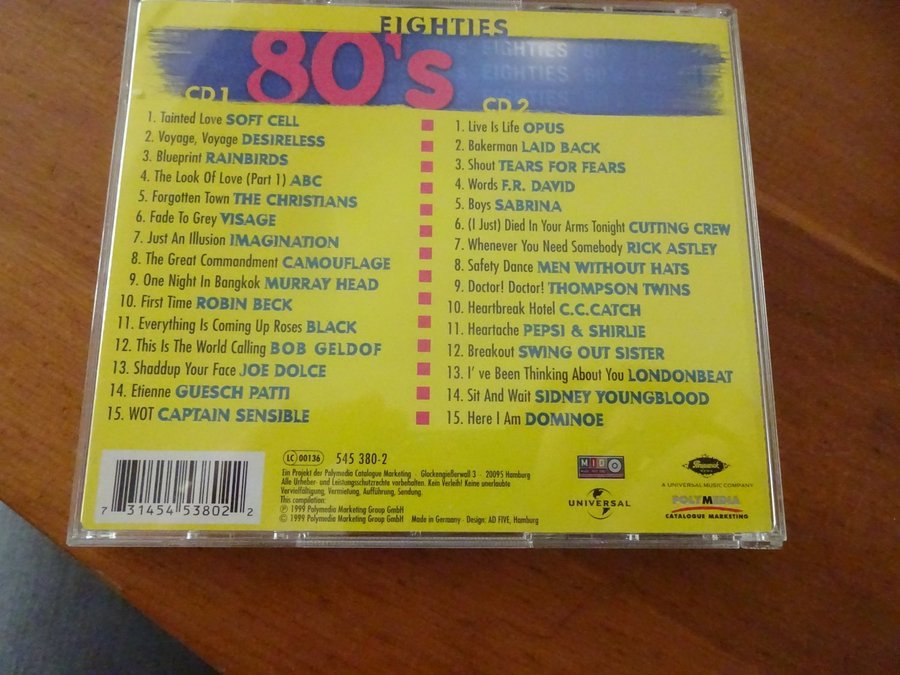 EIGHTIES
80's
EIGHTIES 80'
EIGHTIES 80'
CD 1
1. Tainted Love SOFT CELL
2. Voyage, Voyage DESIRELESS
3. Blueprint RAINBIRDS
4. The Look Of Love (Part 1) ABC
5. Forgotten Town THE CHRISTIANS
6. Fade To Grey VISAGE
7. Just An Illusion IMAGINATION
8. The Great Commandment CAMOUFLAGE
9. One Night In Bangkok MURRAY HEAD
10. First Time ROBIN BECK
11. Everything Is Coming Up Roses BLACK
12. This Is The World Calling BOB GELDOF
13. Shaddup Your Face JOE DOLCE
14. Etienne GUESCH PATTI
15. WOT CAPTAIN SENSIBLE
CD 2
1. Live Is Life OPUS
2. Bakerman LAID BACK
3. Shout TEARS FOR FEARS
4. Words F.R. DAVID
5. Boys SABRINA
6. (I Just) Died In Your Arms Tonight CUTTING CREW
7. Whenever You Need Somebody RICK ASTLEY
8. Safety Dance MEN WITHOUT HATS
9. Doctor! Doctor! THOMPSON TWINS
10. Heartbreak Hotel C.C.CATCH
11. Heartache PEPSI & SHIRLIE
12. Breakout SWING OUT SISTER
13. I' ve Been Thinking About You LONDONBEAT
14. Sit And Wait SIDNEY YOUNGBLOOD
15. Here I Am DOMINOE
7 31454 53802 2
LC 00136 545 380-2
Ein Projekt der Polymedia Catalogue Marketing · Glockengießerwall 3 · 20095 Hamburg
Alle Urheber- und Leistungsschutzrechte vorbehalten. Kein Verleih! Keine unerlaubte
Vervielfältigung, Vermietung, Aufführung, Sendung.
This compilation:
℗ 1999 Polymedia Marketing Group GmbH
© 1999 Polymedia Marketing Group GmbH Made in Germany · Design: AD FIVE, Hamburg
MID
UNIVERSAL
A UNIVERSAL MUSIC COMPANY
POLYMEDIA
CATALOGUE MARKETING